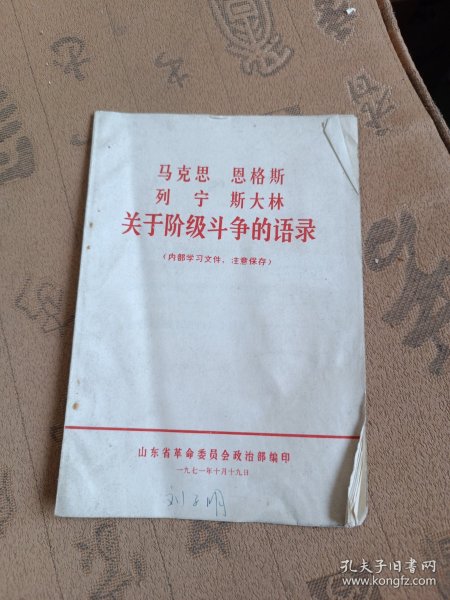 马克思 恩格斯
列 宁 斯大林
关于阶级斗争的语录
(内部学习文件、注意保存)
山东省革命委员会政治部编印
一九七一年十月十九日
孔夫子旧书网
www.kongfz.com